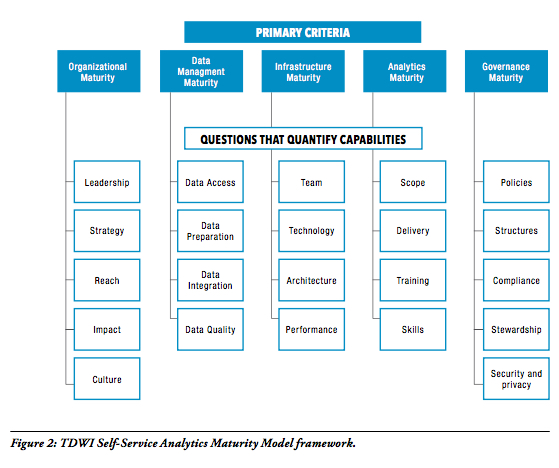 PRIMARY CRITERIA
Organizational
Maturity
Data
Managment
Maturity
Infrastructure
Maturity
Analytics
Maturity
Governance
Maturity
QUESTIONS THAT QUANTIFY CAPABILITIES
Leadership
Data Access
Team
Scope
Policies
Strategy
Data
Preparation
Technology
Delivery
Structures
Reach
Data
Integration
Architecture
Training
Compliance
Impact
Data Quality
Performance
Skills
Stewardship
Culture
Security and
privacy
Figure 2: TDWI Self-Service Analytics Maturity Model framework.